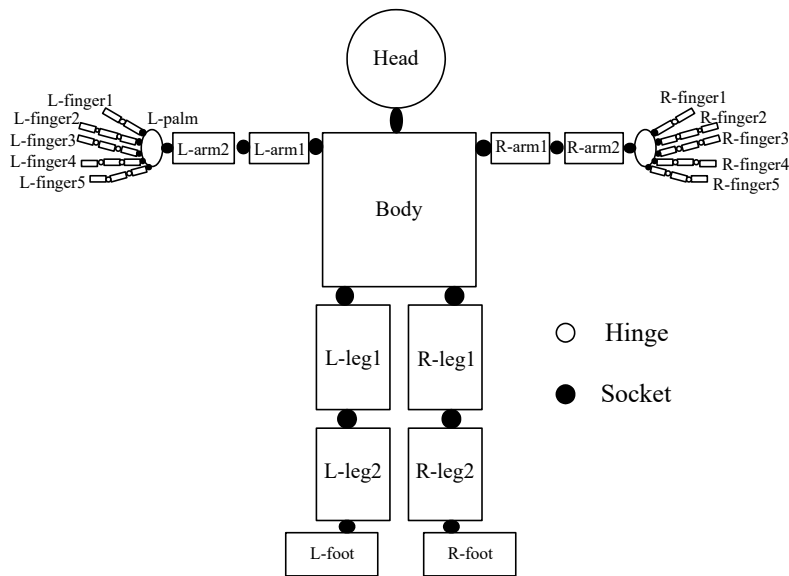 Head
L-finger1
L-finger2
L-finger3
L-finger4
L-finger5
L-palm
L-arm2
L-arm1
R-arm1
R-arm2
R-finger1
R-finger2
R-finger3
R-finger4
R-finger5
Body
L-leg1
R-leg1
Hinge
Socket
L-leg2
R-leg2
L-foot
R-foot